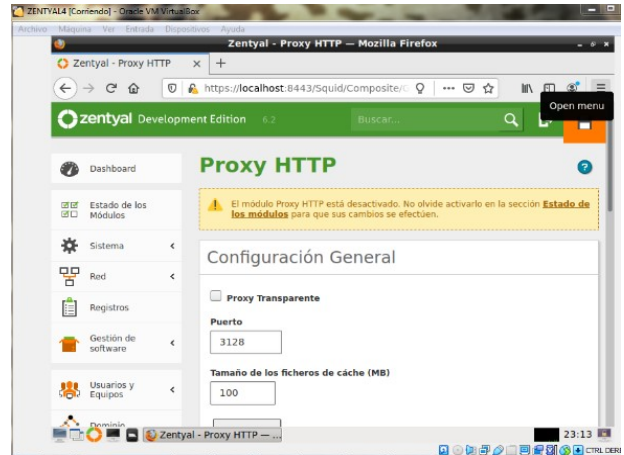 ZENTYAL4 [Corriendo] - Oracle VM VirtualBox
Archivo Máquina Ver Entrada Dispositivos Ayuda
Zentyal - Proxy HTTP — Mozilla Firefox
Zentyal - Proxy HTTP
https://localhost:8443/Squid/Composite/
Open menu
zentyal Development Edition 6.2
Buscar...
Dashboard
Proxy HTTP
Estado de los
Módulos
El módulo Proxy HTTP está desactivado. No olvide activarlo en la sección Estado de
los módulos para que sus cambios se efectúen.
Sistema
Configuración General
Red
Proxy Transparente
Registros
Puerto
3128
Gestión de
software
Tamaño de los ficheros de cáche (MB)
100
Usuarios y
Equipos
Dominio
Zentyal - Proxy HTTP — ...
23:13
CTRL DERE